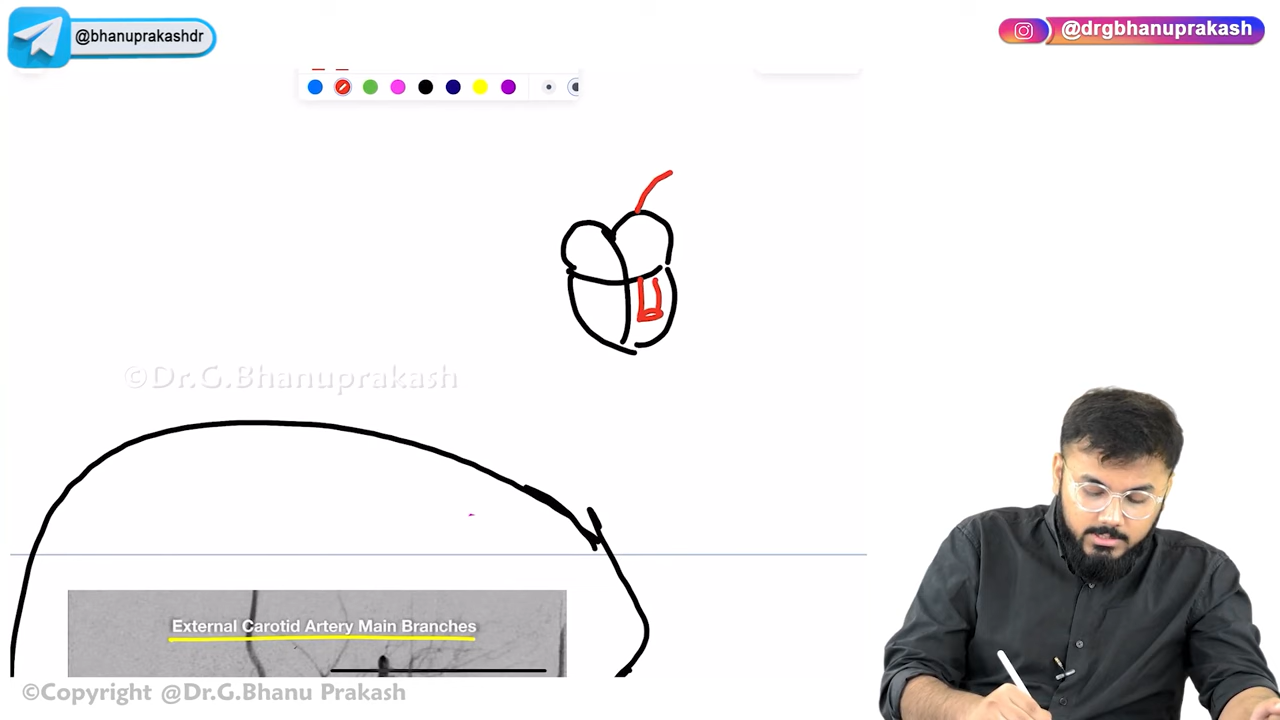 @bhanuprakashdr
@drgbhanuprakash
©Dr.G.Bhanuprakash
External Carotid Artery Main Branches
©Copyright @Dr.G.Bhanu Prakash